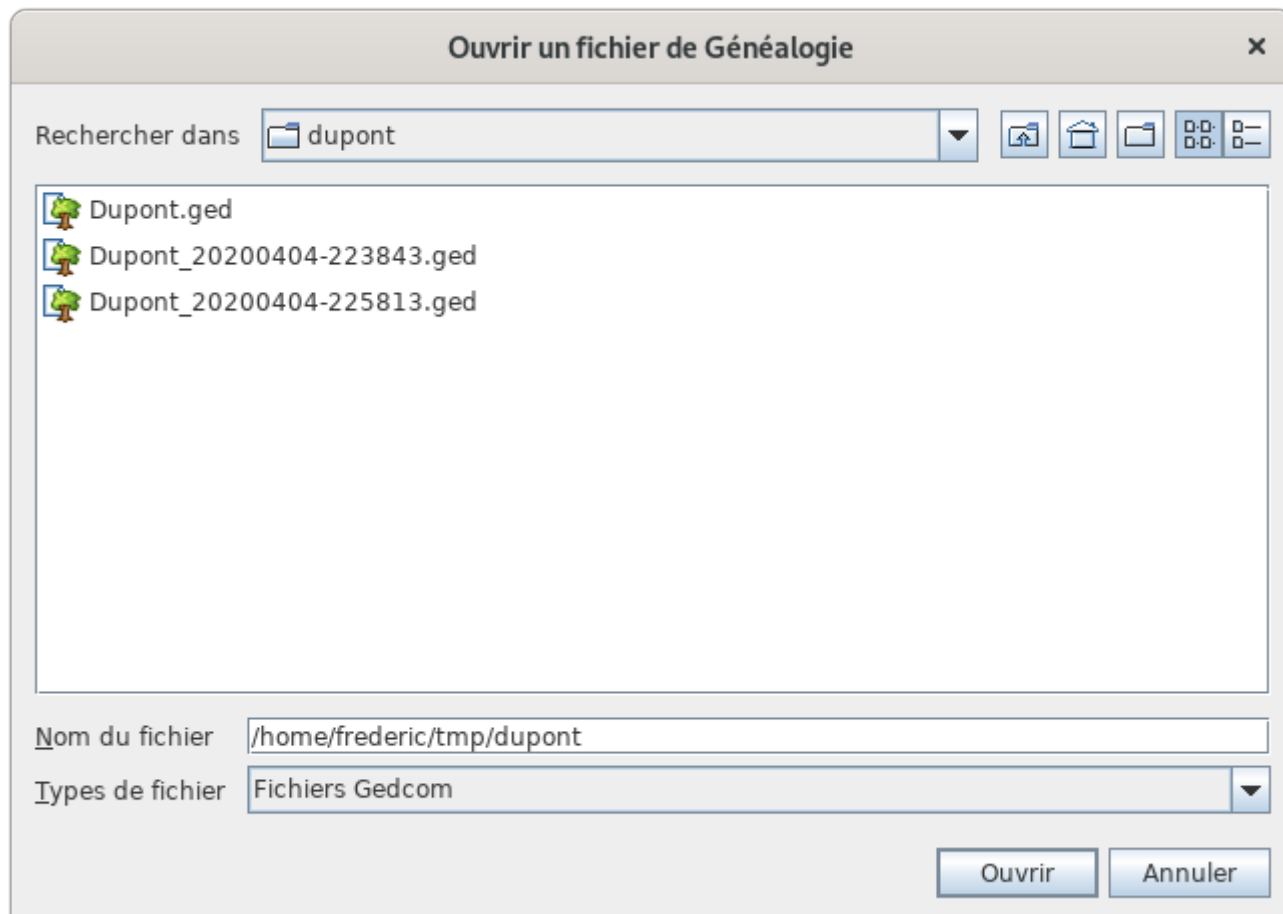 Ouvrir un fichier de Généalogie
Rechercher dans dupont
Dupont.ged
Dupont_20200404-223843.ged
Dupont_20200404-225813.ged
Nom du fichier /home/frederic/tmp/dupont
Types de fichier Fichiers Gedcom
Ouvrir Annuler